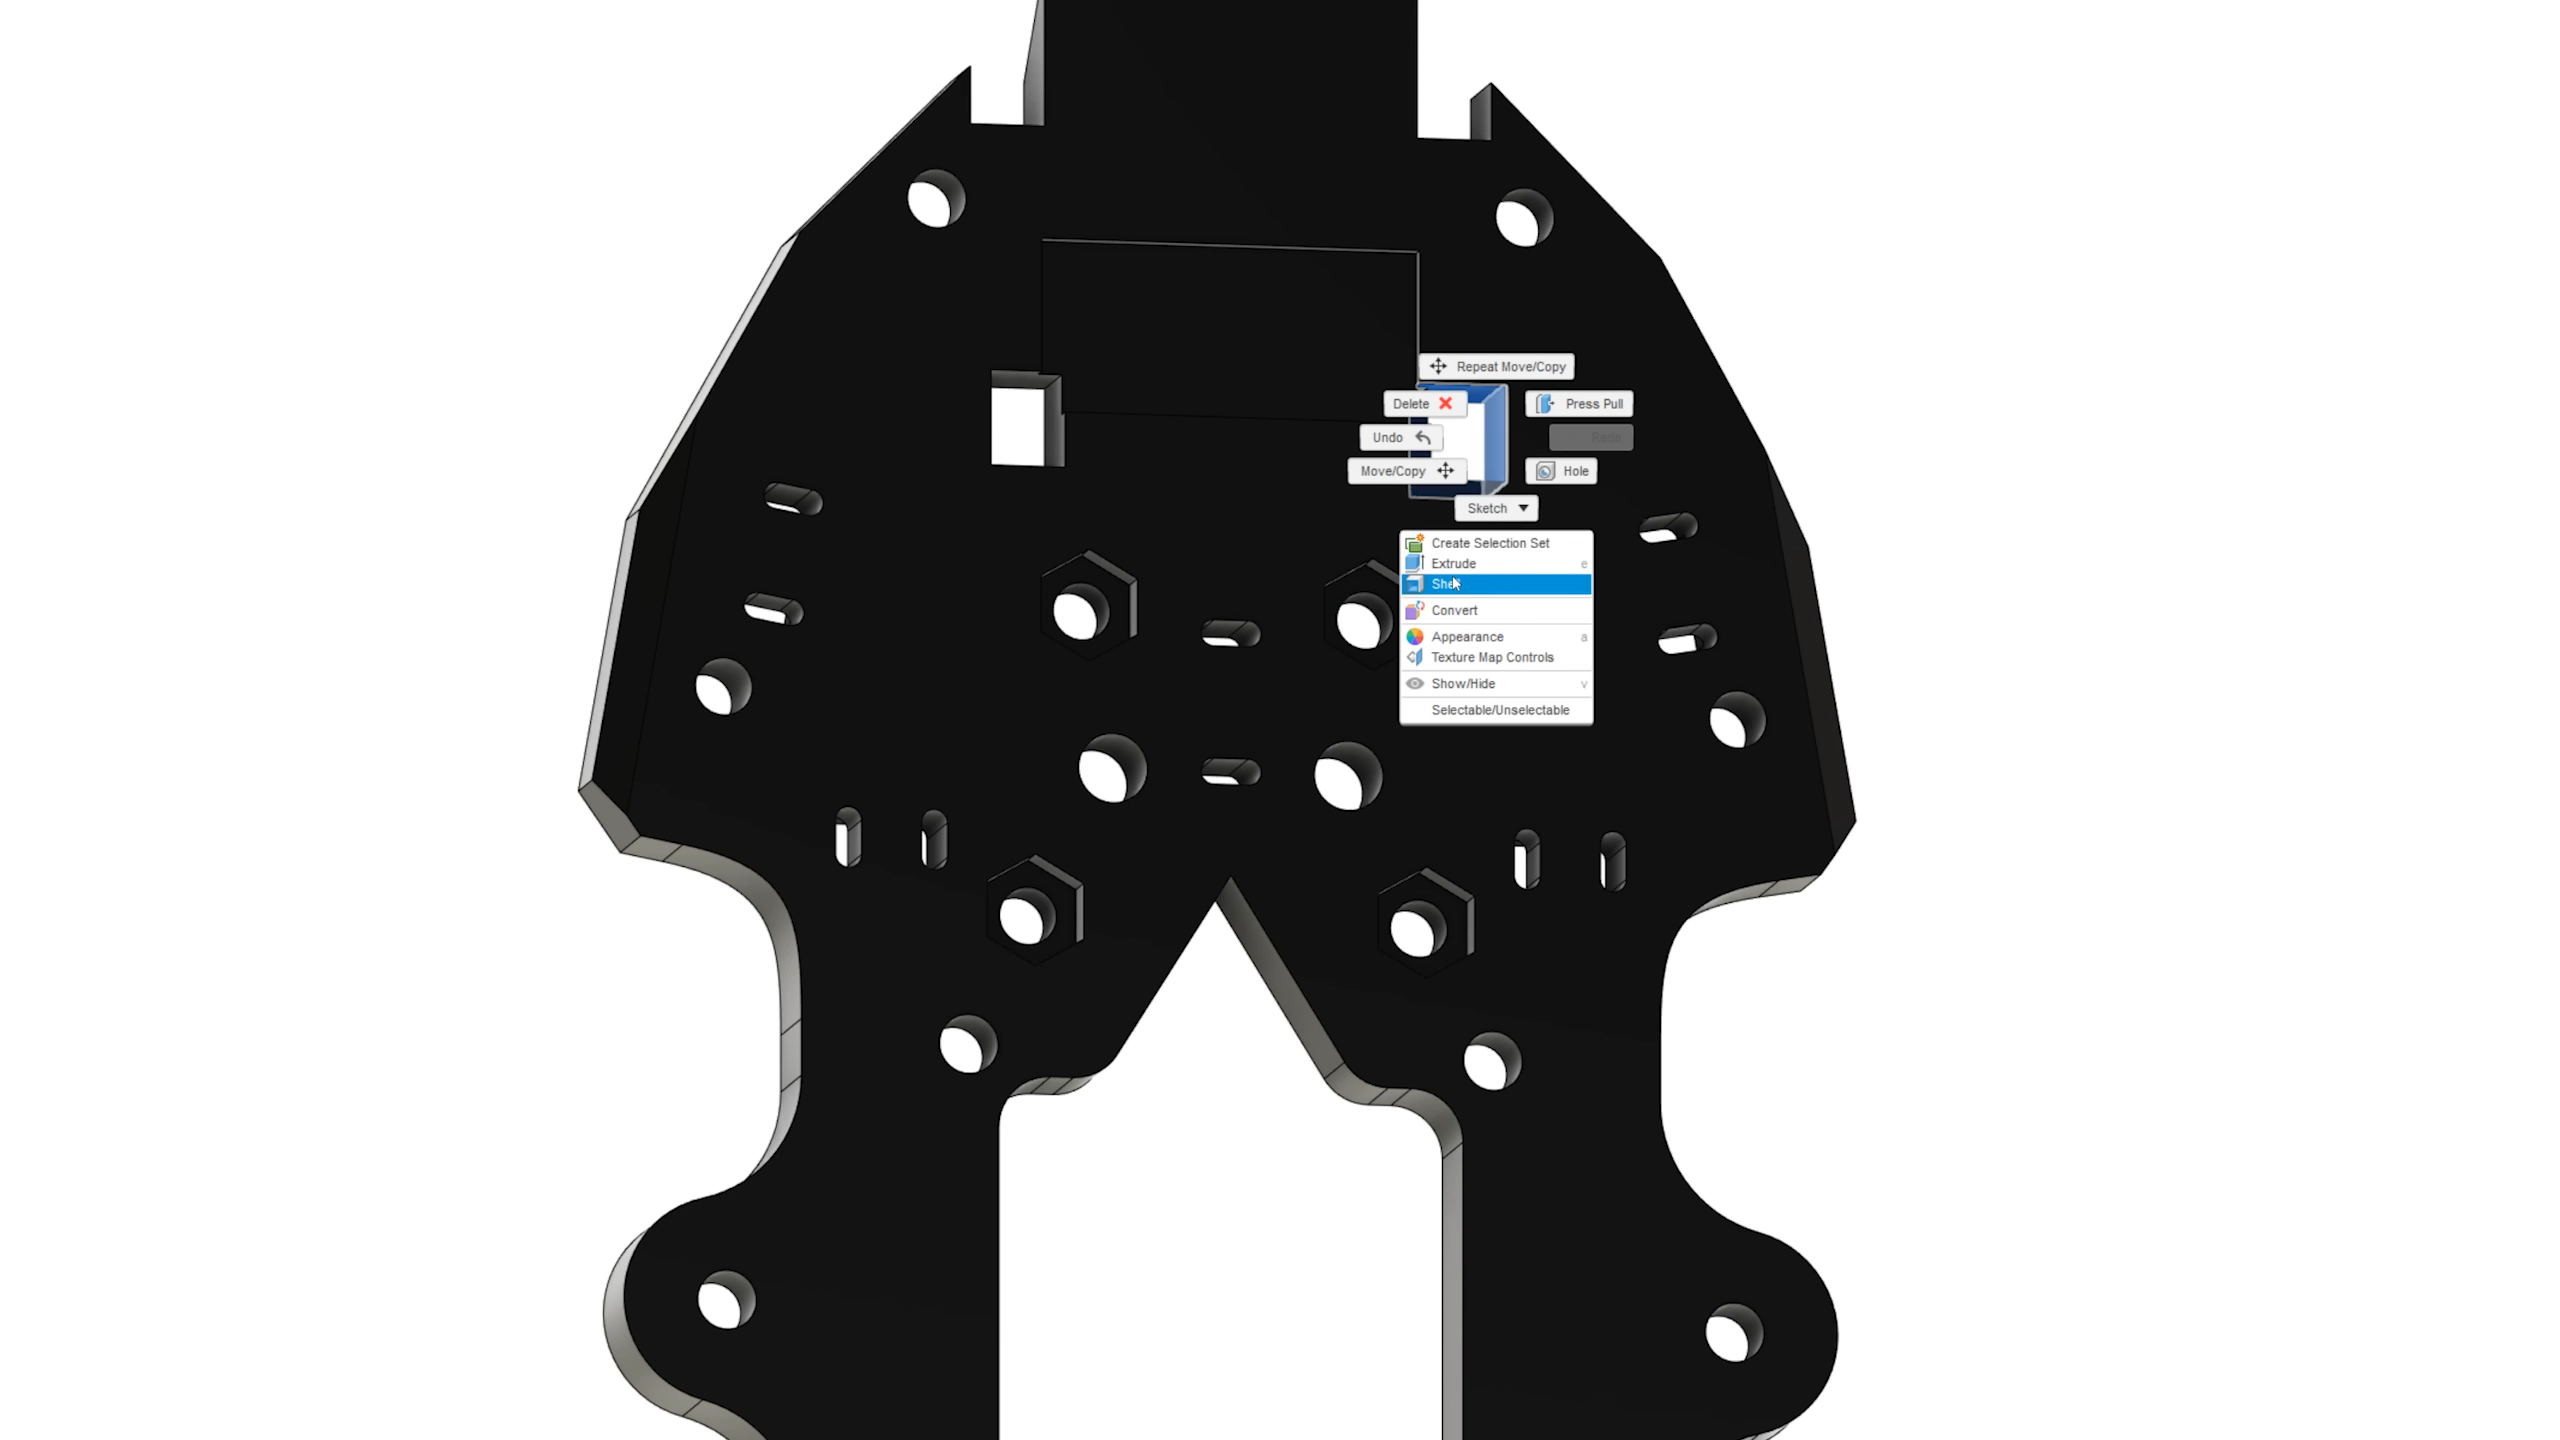 Repeat Move/Copy
Delete
Press Pull
Undo
Redo
Move/Copy
Hole
Sketch
Create Selection Set
Extrude e
Convert
Appearance a
Texture Map Controls
Show/Hide v
Selectable/Unselectable